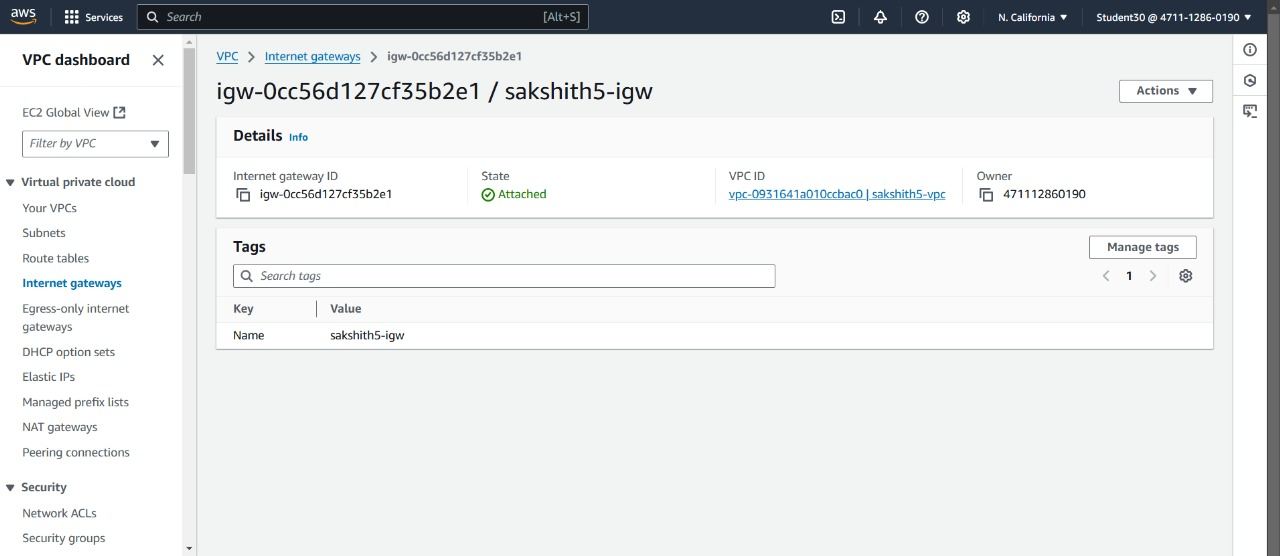 aws
Services
Search
[Alt+S]
N. California
Student30 @ 4711-1286-0190
VPC dashboard
EC2 Global View
Filter by VPC
Virtual private cloud
Your VPCs
Subnets
Route tables
Internet gateways
Egress-only internet
gateways
DHCP option sets
Elastic IPs
Managed prefix lists
NAT gateways
Peering connections
Security
Network ACLs
Security groups
VPC > Internet gateways > igw-0cc56d127cf35b2e1
igw-0cc56d127cf35b2e1 / sakshith5-igw
Actions
Details Info
Internet gateway ID
igw-0cc56d127cf35b2e1
State
Attached
VPC ID
vpc-0931641a010ccbac0 | sakshith5-vpc
Owner
471112860190
Tags
Manage tags
Search tags
1
Key Value
Name sakshith5-igw